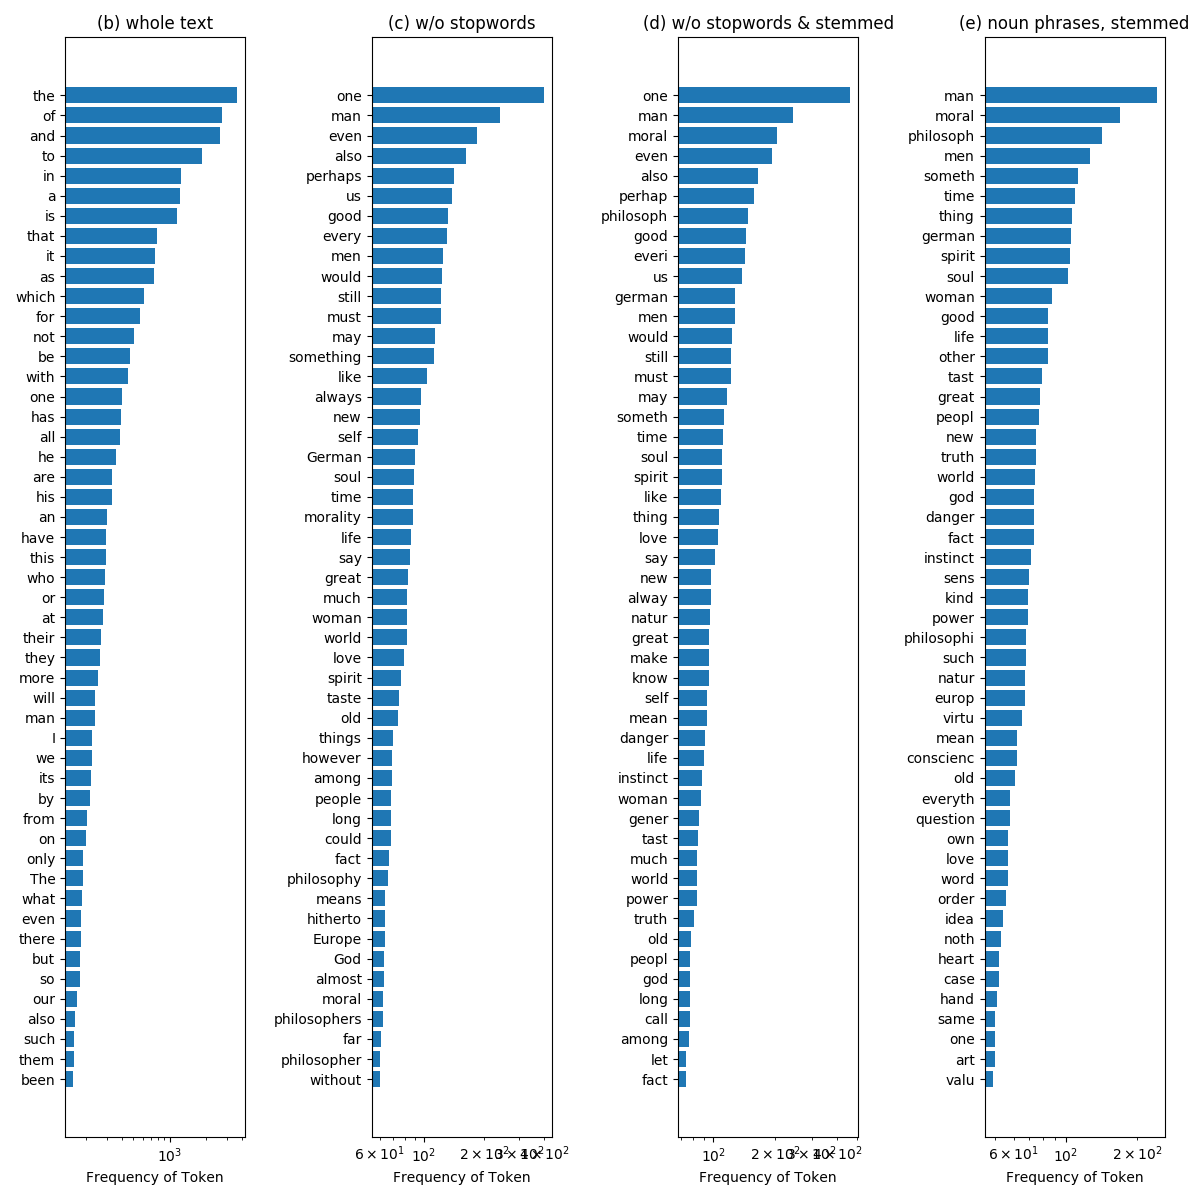 (b) whole text
the
of
and
to
in
a
is
that
it
as
which
for
not
be
with
one
has
all
he
are
his
an
have
this
who
or
at
their
they
more
will
man
I
we
its
by
from
on
only
The
what
even
there
but
so
our
also
such
them
been
10³
Frequency of Token
(c) w/o stopwords
one
man
even
also
perhaps
us
good
every
men
would
still
must
may
something
like
always
new
self
German
soul
time
morality
life
say
great
much
woman
world
love
spirit
taste
old
things
however
among
people
long
could
fact
philosophy
means
hitherto
Europe
God
almost
moral
philosophers
far
philosopher
without
6 × 10¹ 10² 2 × 10² 3 × 10² 4 × 10²
Frequency of Token
(d) w/o stopwords & stemmed
one
man
moral
even
also
perhap
philosoph
good
everi
us
german
men
would
still
must
may
someth
time
soul
spirit
like
thing
love
say
new
alway
natur
great
make
know
self
mean
danger
life
instinct
woman
gener
tast
much
world
power
truth
old
peopl
god
long
call
among
let
fact
10² 2 × 10² 3 × 10² 4 × 10²
Frequency of Token
(e) noun phrases, stemmed
man
moral
philosoph
men
someth
time
thing
german
spirit
soul
woman
good
life
other
tast
great
peopl
new
truth
world
god
danger
fact
instinct
sens
kind
power
philosophi
such
natur
europ
virtu
mean
conscienc
old
everyth
question
own
love
word
order
idea
noth
heart
case
hand
same
one
art
valu
6 × 10¹ 10² 2 × 10²
Frequency of Token